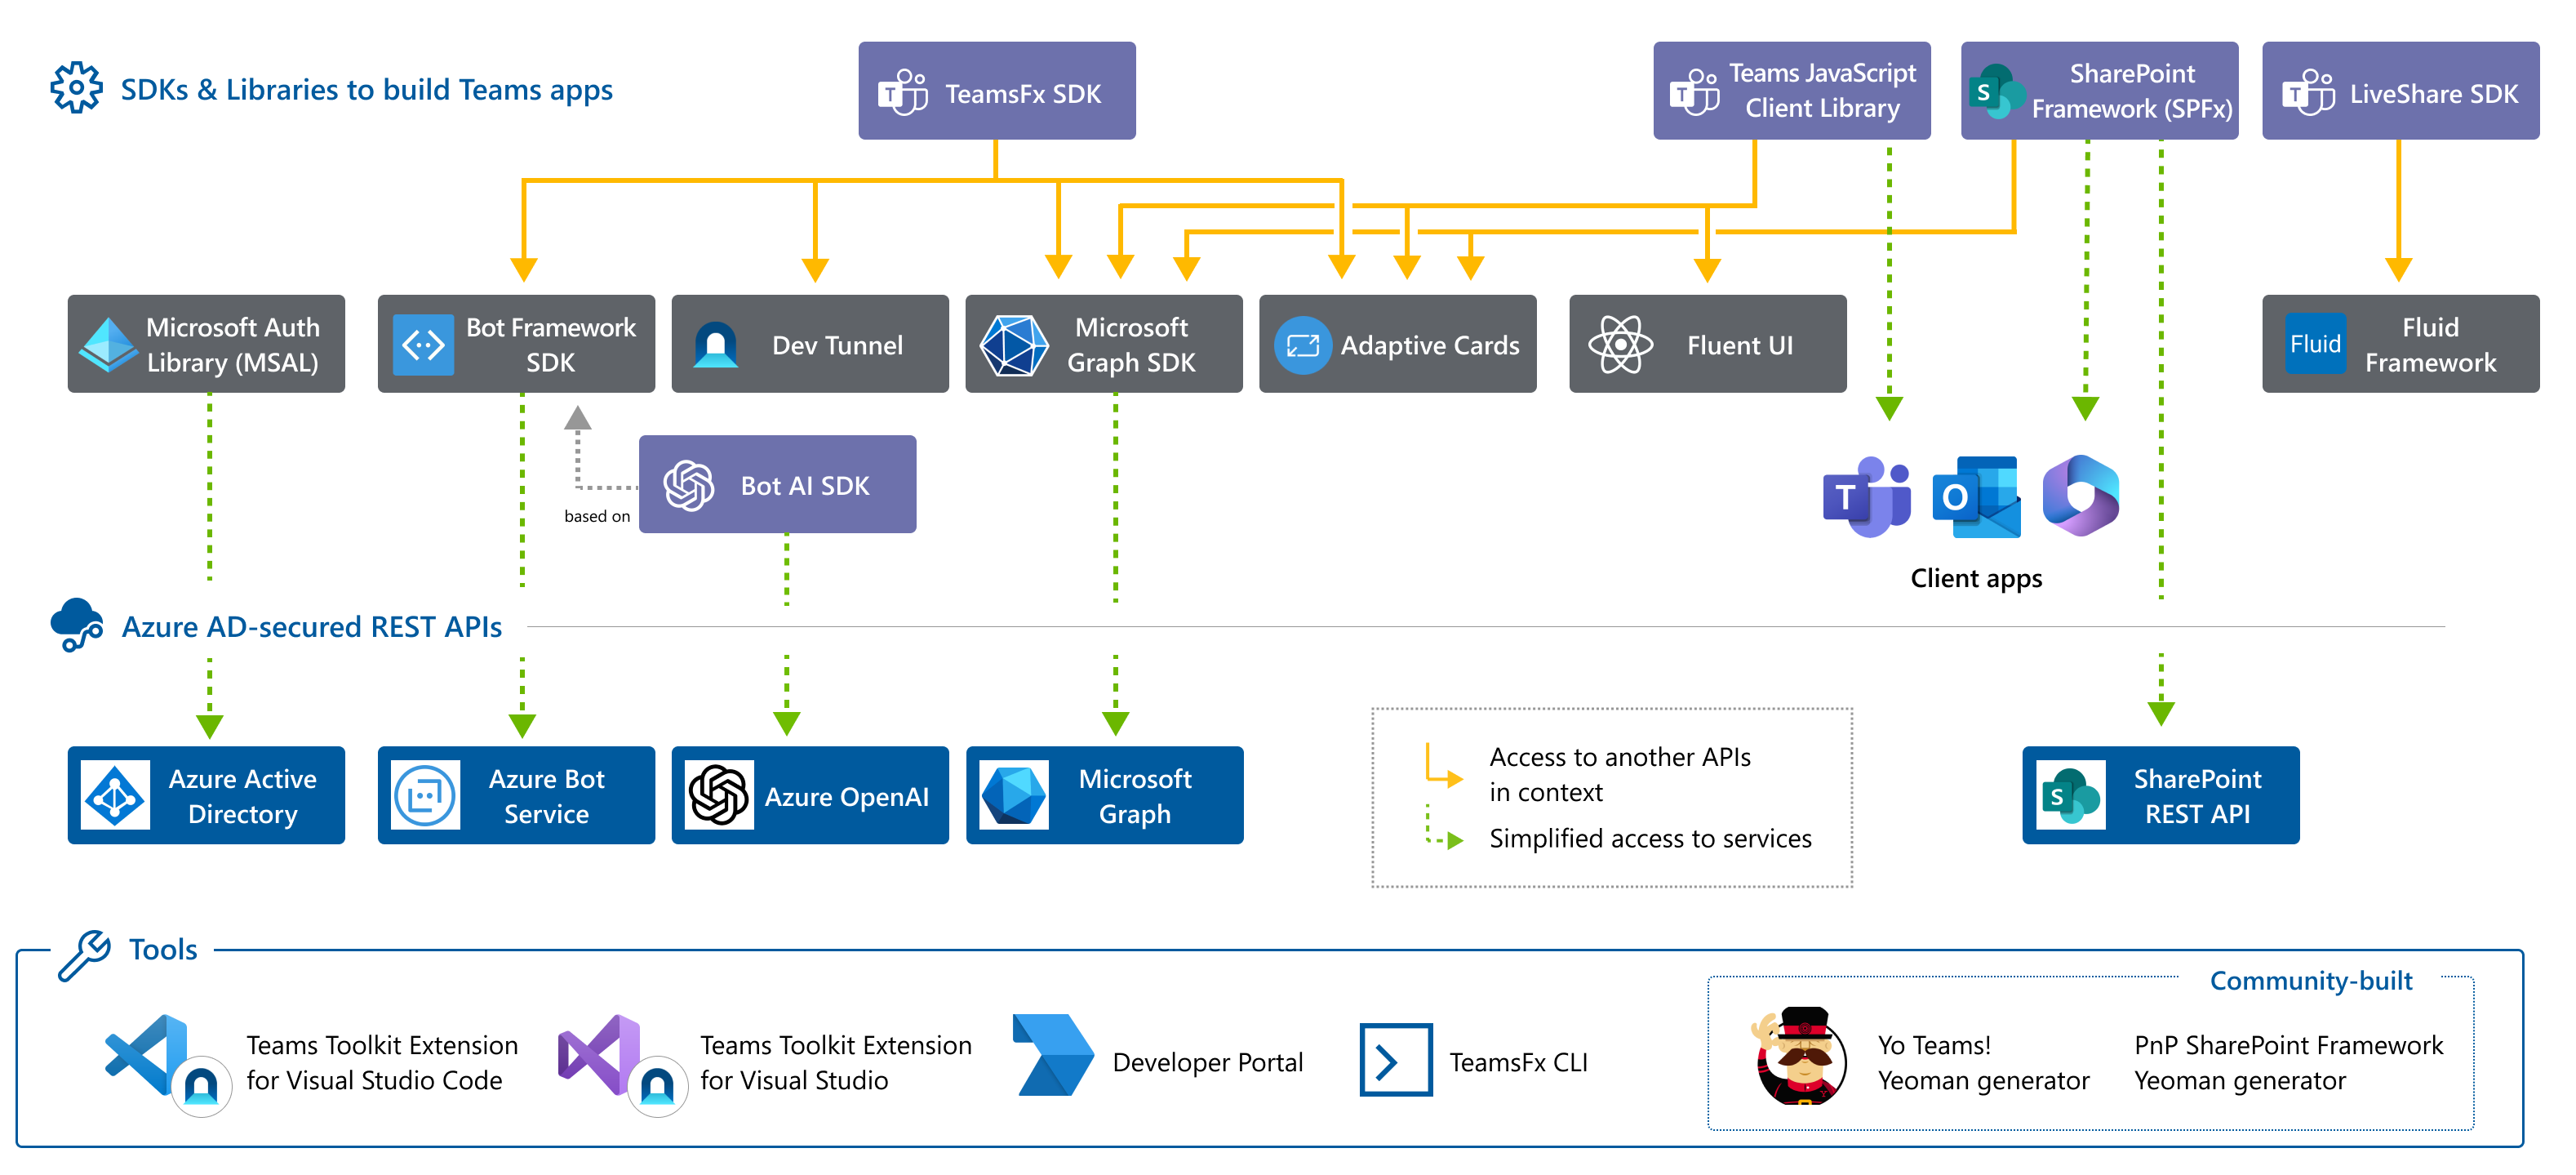 SDKs & Libraries to build Teams apps
TeamsFx SDK
Teams JavaScript
Client Library
SharePoint
Framework (SPFx)
LiveShare SDK
Microsoft Auth
Library (MSAL)
Bot Framework
SDK
Dev Tunnel
Microsoft
Graph SDK
Adaptive Cards
Fluent UI
Fluid
Fluid
Framework
based on
Bot AI SDK
Client apps
Azure AD-secured REST APIs
Azure Active
Directory
Azure Bot
Service
Azure OpenAI
Microsoft
Graph
Access to another APIs
in context
Simplified access to services
SharePoint
REST API
Tools
Teams Toolkit Extension
for Visual Studio Code
Teams Toolkit Extension
for Visual Studio
Developer Portal
TeamsFx CLI
Community-built
Yo Teams!
Yeoman generator
PnP SharePoint Framework
Yeoman generator